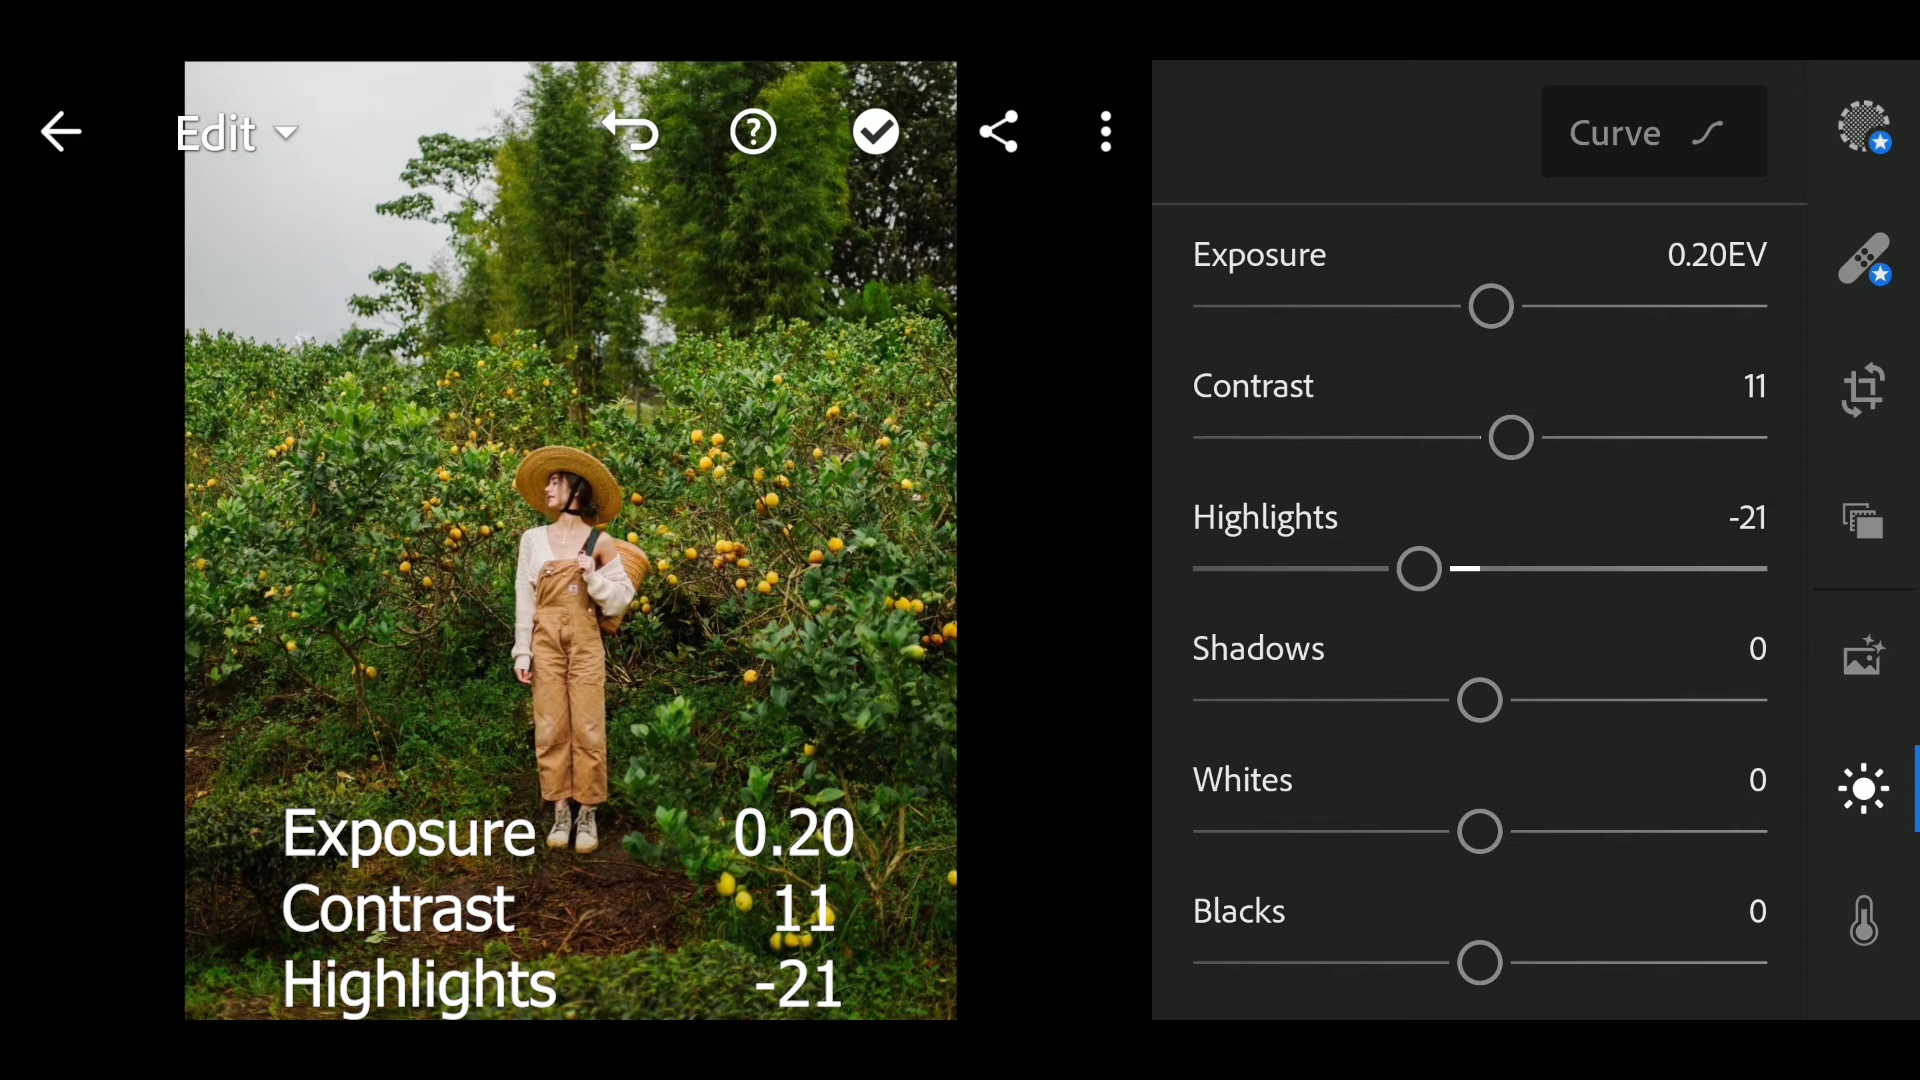 Edit
Curve
Exposure 0.20EV
Contrast 11
Highlights -21
Shadows 0
Whites 0
Blacks 0
Exposure 0.20
Contrast 11
Highlights -21